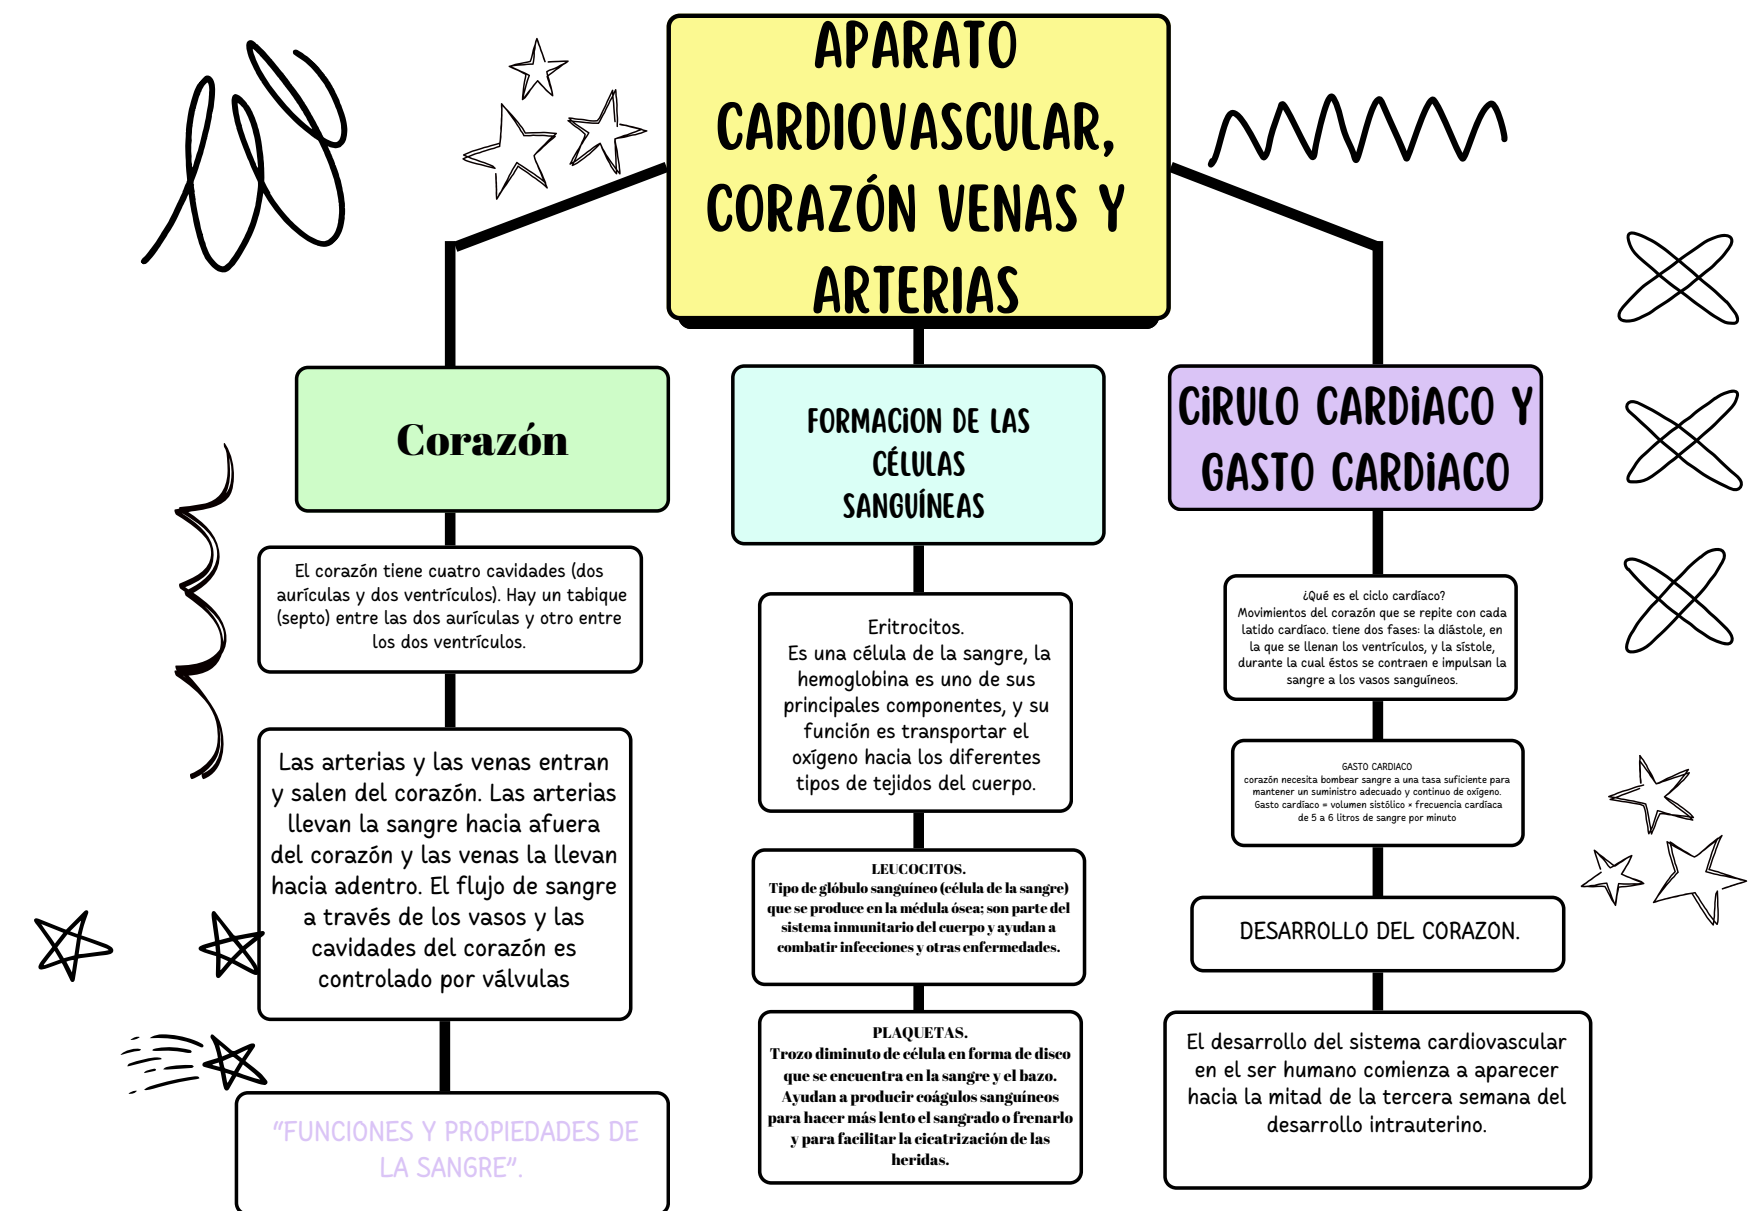 APARATO
CARDIOVASCULAR,
CORAZÓN VENAS Y
ARTERIAS
Corazón
El corazón tiene cuatro cavidades (dos
aurículas y dos ventrículos). Hay un tabique
(septo) entre las dos aurículas y otro entre
los dos ventrículos.
Las arterias y las venas entran
y salen del corazón. Las arterias
llevan la sangre hacia afuera
del corazón y las venas la llevan
hacia adentro. El flujo de sangre
a través de los vasos y las
cavidades del corazón es
controlado por válvulas
"FUNCIONES Y PROPIEDADES DE
LA SANGRE".
FORMACiON DE LAS
CÉLULAS
SANGUÍNEAS
Eritrocitos.
Es una célula de la sangre, la
hemoglobina es uno de sus
principales componentes, y su
función es transportar el
oxígeno hacia los diferentes
tipos de tejidos del cuerpo.
LEUCOCITOS.
Tipo de glóbulo sanguíneo (célula de la sangre)
que se produce en la médula ósea; son parte del
sistema inmunitario del cuerpo y ayudan a
combatir infecciones y otras enfermedades.
PLAQUETAS.
Trozo diminuto de célula en forma de disco
que se encuentra en la sangre y el bazo.
Ayudan a producir coágulos sanguíneos
para hacer más lento el sangrado o frenarlo
y para facilitar la cicatrización de las
heridas.
CiRULO CARDiACO Y
GASTO CARDiACO
¿Qué es el ciclo cardíaco?
Movimientos del corazón que se repite con cada
latido cardíaco. tiene dos fases: la diástole, en
la que se llenan los ventrículos, y la sístole,
durante la cual éstos se contraen e impulsan la
sangre a los vasos sanguíneos.
GASTO CARDIACO
corazón necesita bombear sangre a una tasa suficiente para
mantener un suministro adecuado y continuo de oxígeno.
Gasto cardíaco = volumen sistólico × frecuencia cardíaca
de 5 a 6 litros de sangre por minuto
DESARROLLO DEL CORAZON.
El desarrollo del sistema cardiovascular
en el ser humano comienza a aparecer
hacia la mitad de la tercera semana del
desarrollo intrauterino.